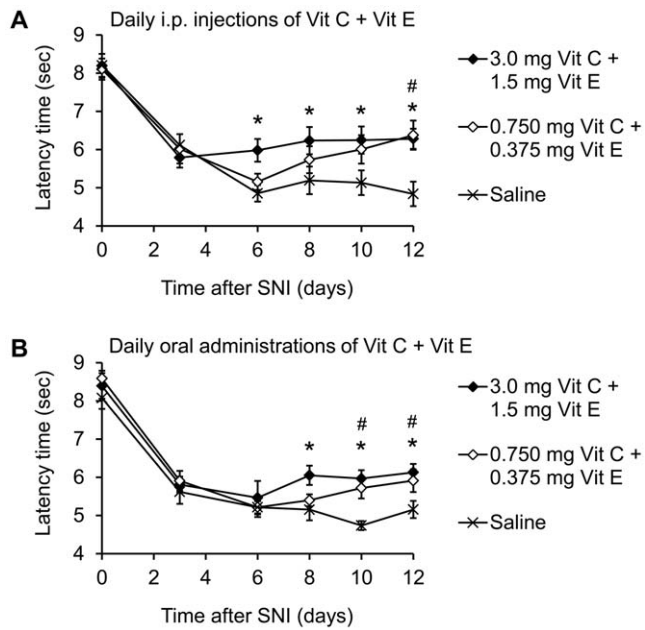 A
Daily i.p. injections of Vit C + Vit E
Latency time (sec)
9
8
7
6
5
4
0 2 4 6 8 10 12
Time after SNI (days)
* * * *
#
3.0 mg Vit C +
1.5 mg Vit E
0.750 mg Vit C +
0.375 mg Vit E
Saline
B
Daily oral administrations of Vit C + Vit E
Latency time (sec)
9
8
7
6
5
4
0 2 4 6 8 10 12
Time after SNI (days)
# #
* * *
3.0 mg Vit C +
1.5 mg Vit E
0.750 mg Vit C +
0.375 mg Vit E
Saline